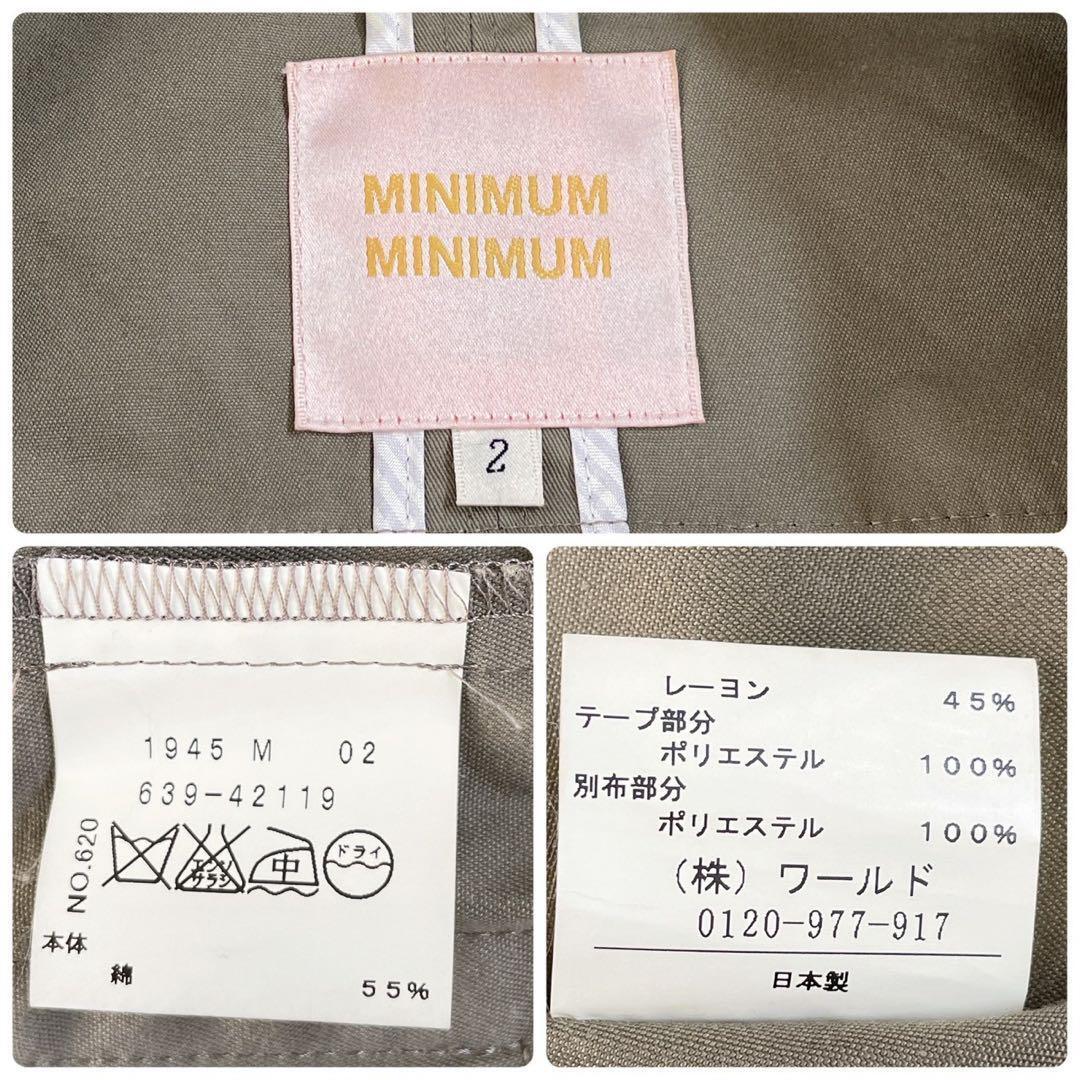 MINIMUM
MINIMUM
2
1945 M 02
639-42119
エンソ
サラシ
中
ドライ
NO.620
本体
綿 55%
レーヨン 45%
テープ部分
ポリエステル 100%
別布部分
ポリエステル 100%
(株) ワールド
0120-977-917
日本製